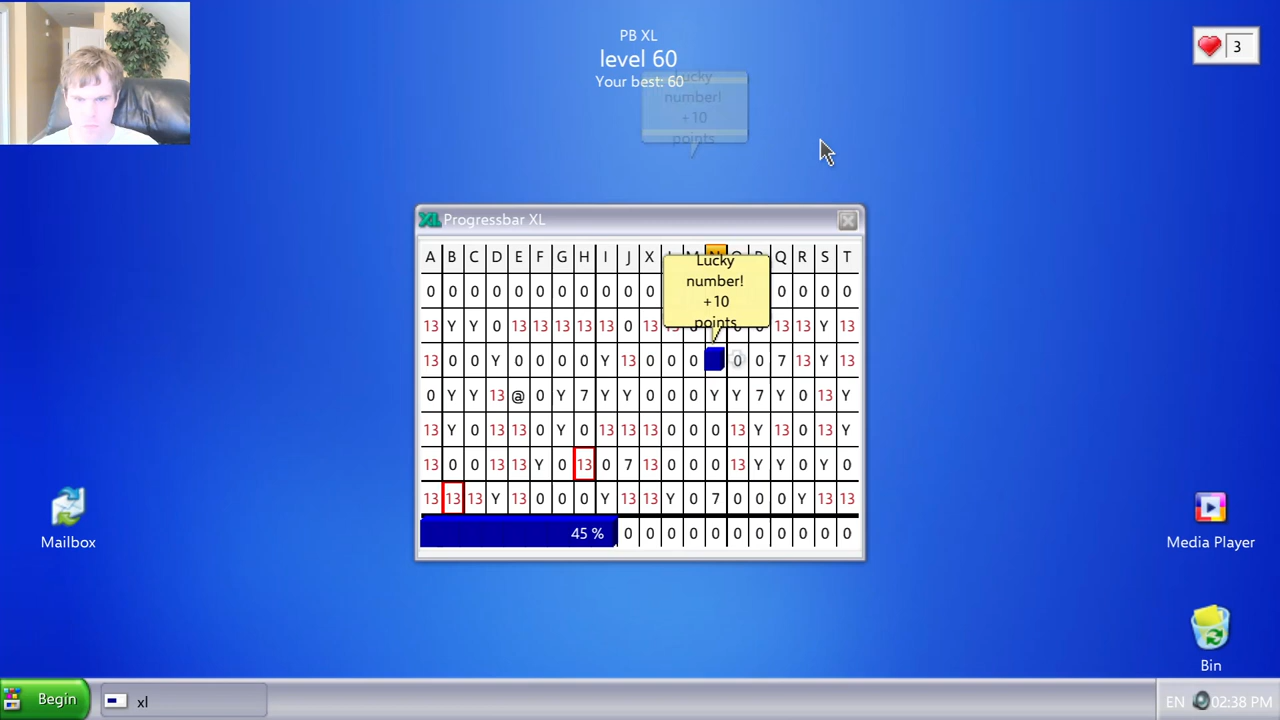 PB XL
level 60
Your best: 60
Lucky
number!
+10
points
3
XL Progressbar XL
A B C D E F G H I J X L M N O P Q R S T
Lucky
number!
+10
points
0 0 0 0 0 0 0 0 0 0 0 0 0 0 0
13 Y Y 0 13 13 13 13 13 0 13 13 13 Y 13
13 0 0 Y 0 0 0 0 Y 13 0 0 0 0 0 7 13 Y 13
0 Y Y 13 @ 0 Y 7 Y Y 0 0 0 Y Y 7 Y 0 13 Y
13 Y 0 13 13 0 Y 0 13 13 13 0 0 0 13 Y 13 0 13 Y
13 0 0 13 13 Y 0 13 0 7 13 0 0 0 13 Y Y 0 Y 0
13 13 13 Y 13 0 0 0 Y 13 13 Y 0 7 0 0 0 Y 13 13
45 % 0 0 0 0 0 0 0 0 0 0 0
Mailbox
Media Player
Bin
Begin
xl
EN 02:38 PM